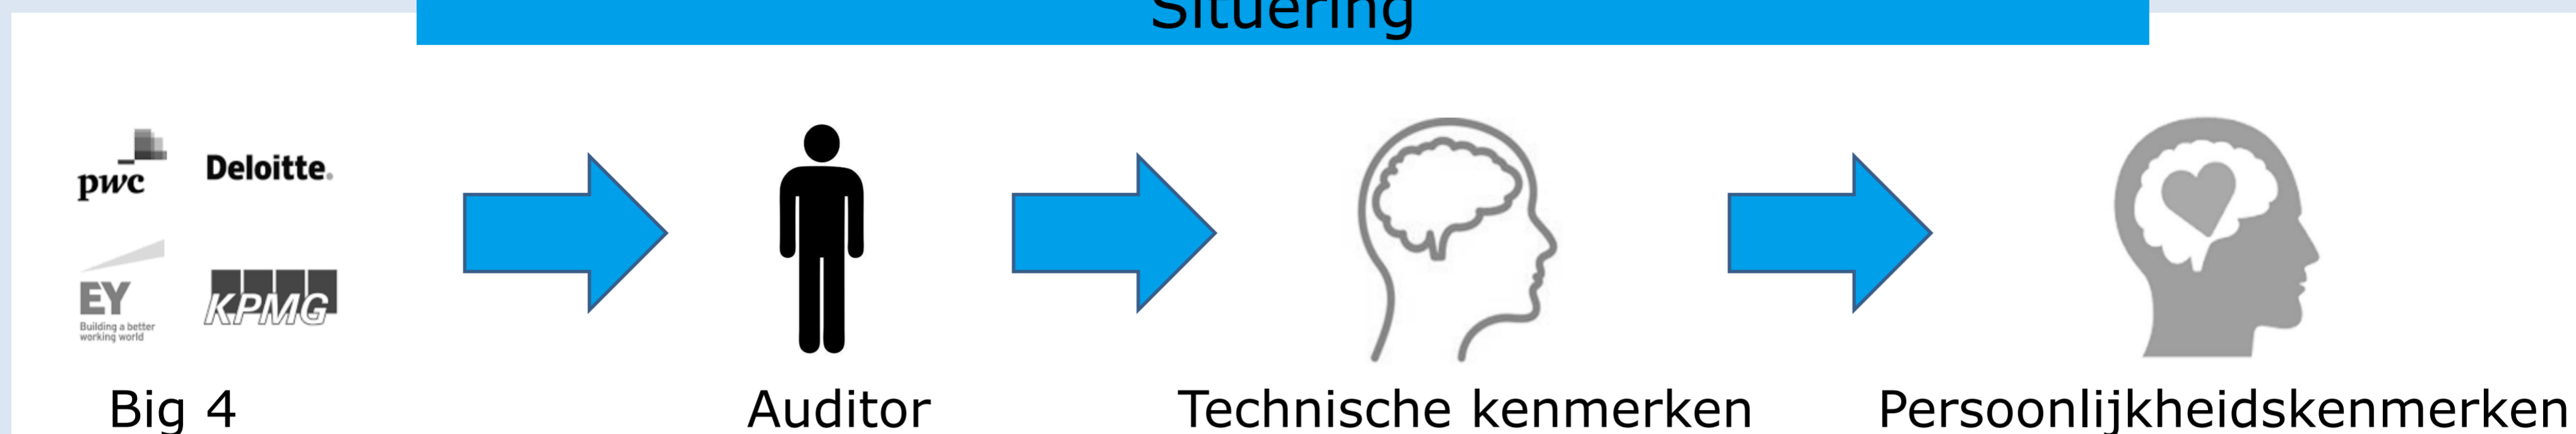 Situering
pwc
Deloitte.
EY
Building a better
working world
KPMG
Big 4
Auditor
Technische kenmerken
Persoonlijkheidskenmerken